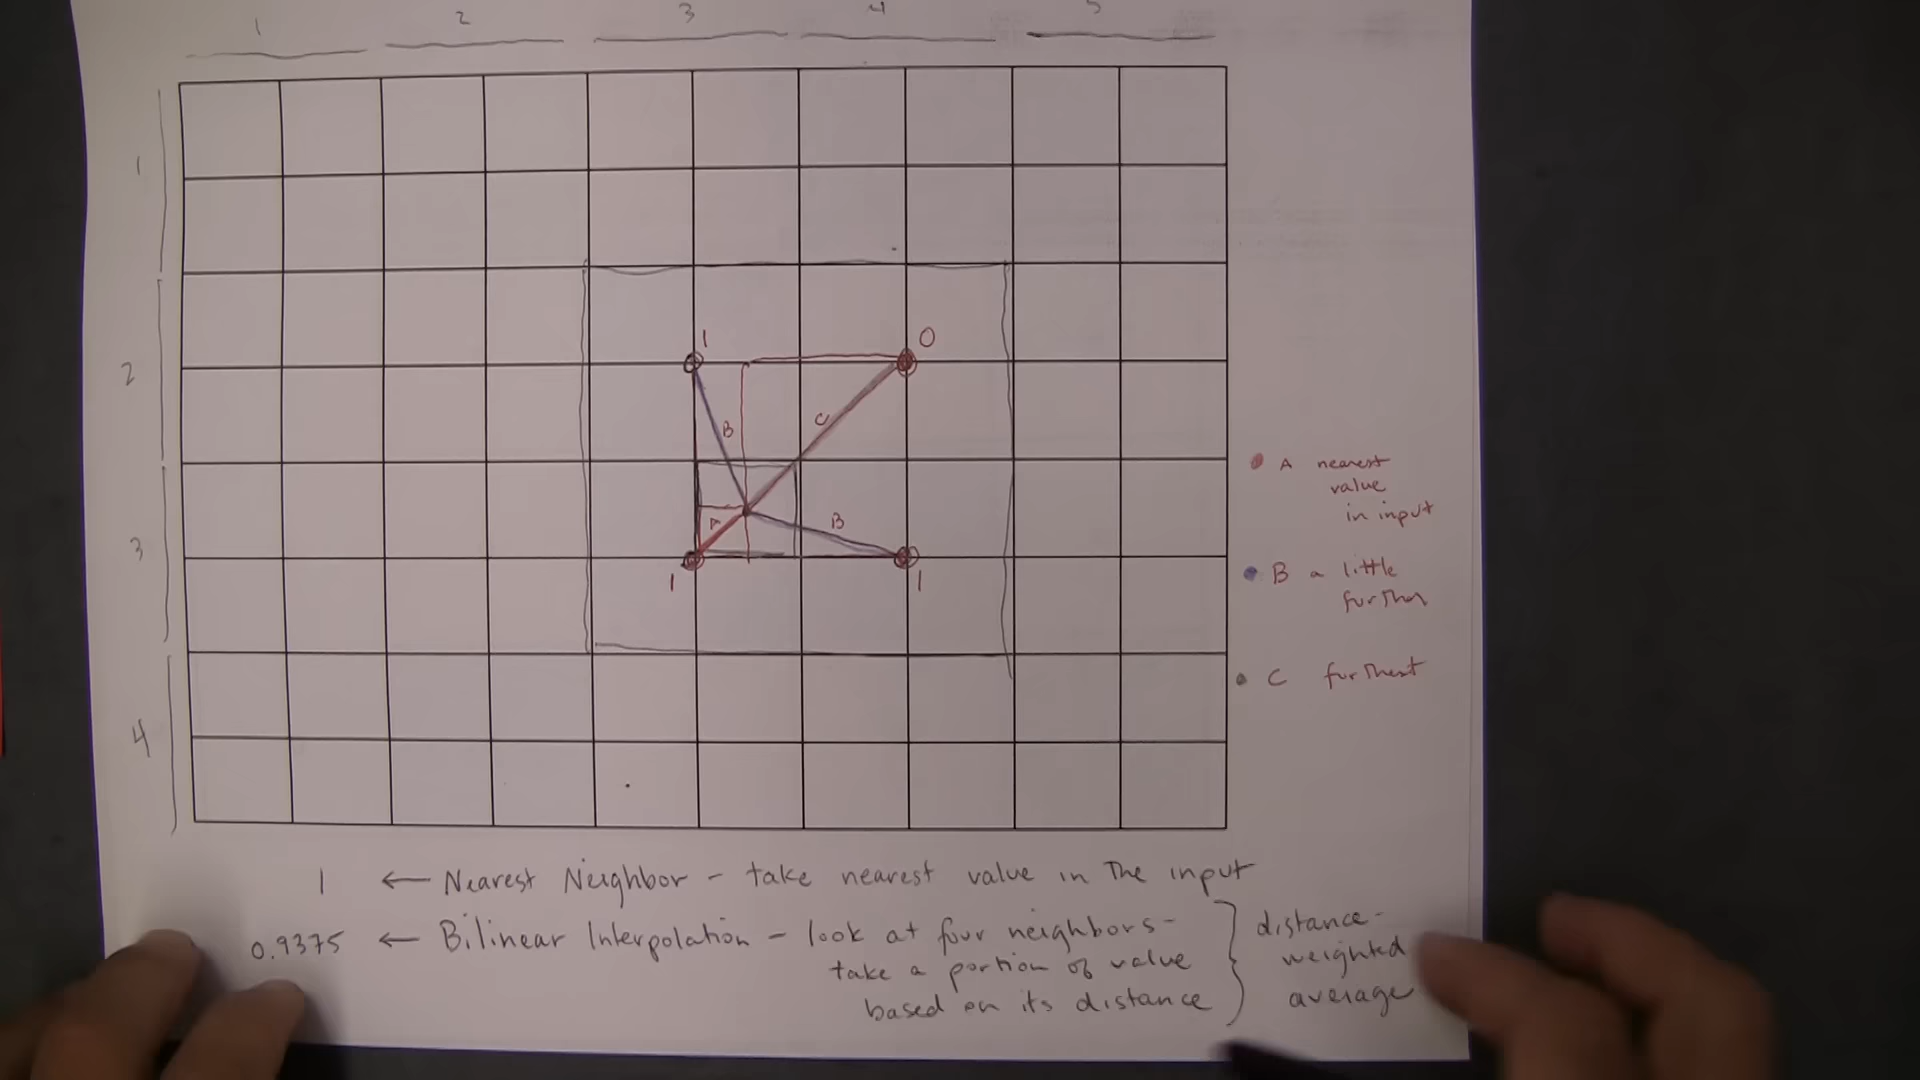 1 2 3 4 5
1
2
3
4
1 0
B C
A B
1 1
A nearest
value
in input
B a little
further
C furthest
1 ← Nearest Neighbor - take nearest value in the input
0.9375 ← Bilinear Interpolation - look at four neighbors-
take a portion of value
based on its distance
distance-
weighted
average